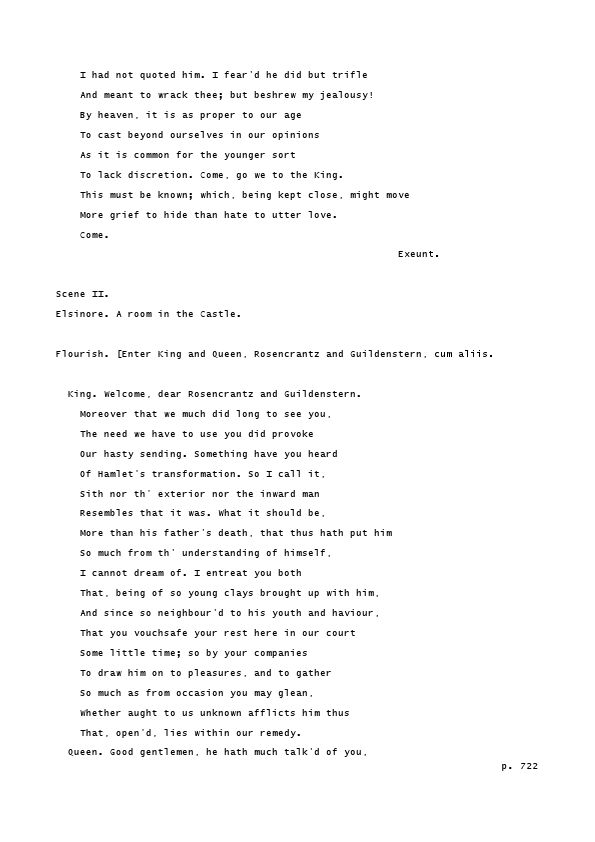 I had not quoted him. I fear'd he did but trifle
And meant to wrack thee; but beshrew my jealousy!
By heaven, it is as proper to our age
To cast beyond ourselves in our opinions
As it is common for the younger sort
To lack discretion. Come, go we to the King.
This must be known; which, being kept close, might move
More grief to hide than hate to utter love.
Come.
Exeunt.
Scene II.
Elsinore. A room in the Castle.
Flourish. [Enter King and Queen, Rosencrantz and Guildenstern, cum aliis.
King. Welcome, dear Rosencrantz and Guildenstern.
Moreover that we much did long to see you,
The need we have to use you did provoke
Our hasty sending. Something have you heard
Of Hamlet's transformation. So I call it,
Sith nor th' exterior nor the inward man
Resembles that it was. What it should be,
More than his father's death, that thus hath put him
So much from th' understanding of himself,
I cannot dream of. I entreat you both
That, being of so young clays brought up with him,
And since so neighbour'd to his youth and haviour,
That you vouchsafe your rest here in our court
Some little time; so by your companies
To draw him on to pleasures, and to gather
So much as from occasion you may glean,
Whether aught to us unknown afflicts him thus
That, open'd, lies within our remedy.
Queen. Good gentlemen, he hath much talk'd of you,
p. 722